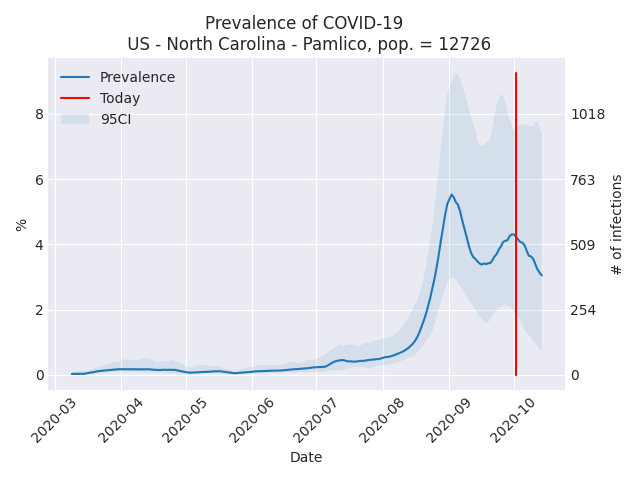 Prevalence of COVID-19
US - North Carolina - Pamlico, pop. = 12726
Prevalence
Today
95CI
%
8
6
4
2
0
1018
763
509
254
0
# of infections
2020-03
2020-04
2020-05
2020-06
2020-07
2020-08
2020-09
2020-10
Date